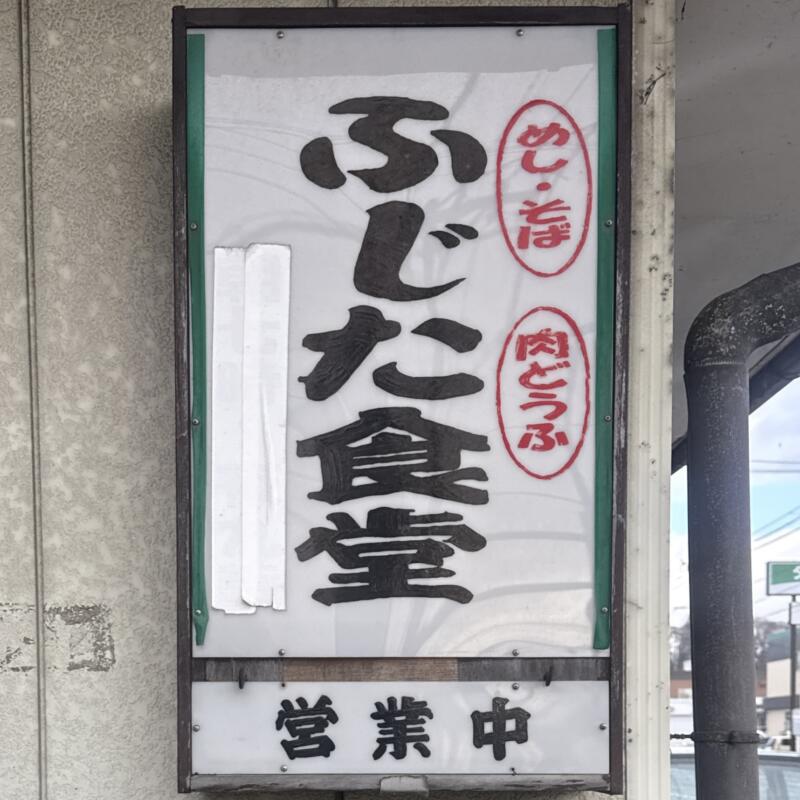 めし・そば
肉どうふ
ふじた食堂
営業中